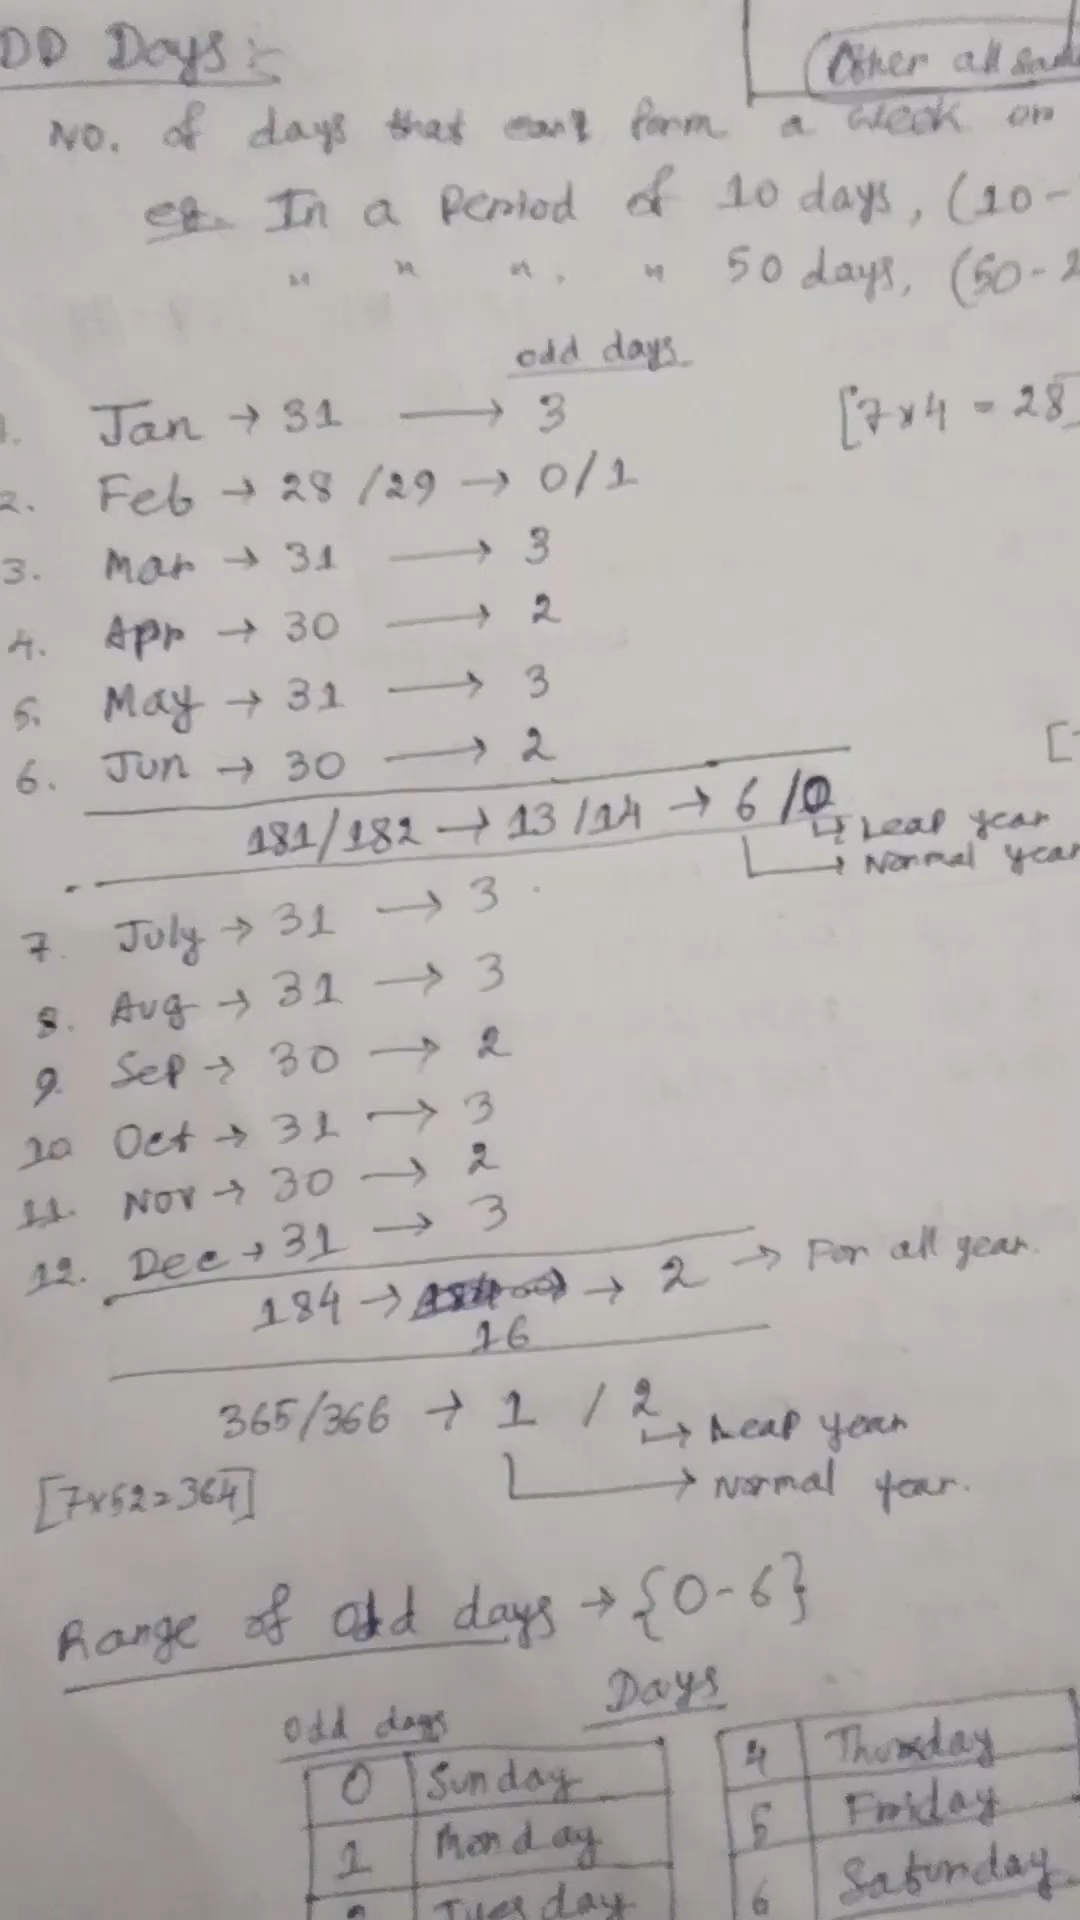 DD Days :-
Other all same
No. of days that can't form a week or
eg. In a Period of 10 days, (10-
" " " . " 50 days, (50-2
odd days
Jan → 31 → 3 [7×4 = 28]
2. Feb → 28/29 → 0/1
3. Mar → 31 → 3
4. Apr → 30 → 2
5. May → 31 → 3
6. Jun → 30 → 2 [
181/182 → 13/14 → 6/0
↳ Leap year
→ Normal year
7. July → 31 → 3
8. Aug → 31 → 3
9. Sep → 30 → 2
10 Oct → 31 → 3
11. Nov → 30 → 2
12. Dec → 31 → 3
184 → → 2 → For all year.
16
365/366 → 1 / 2
↳ Leap year
→ Normal year.
[7×52=364]
Range of odd days → {0-6}
Days
odd days
0 Sunday
1 Monday
Tuesday
4 Thursday
5 Friday
6 Saturday